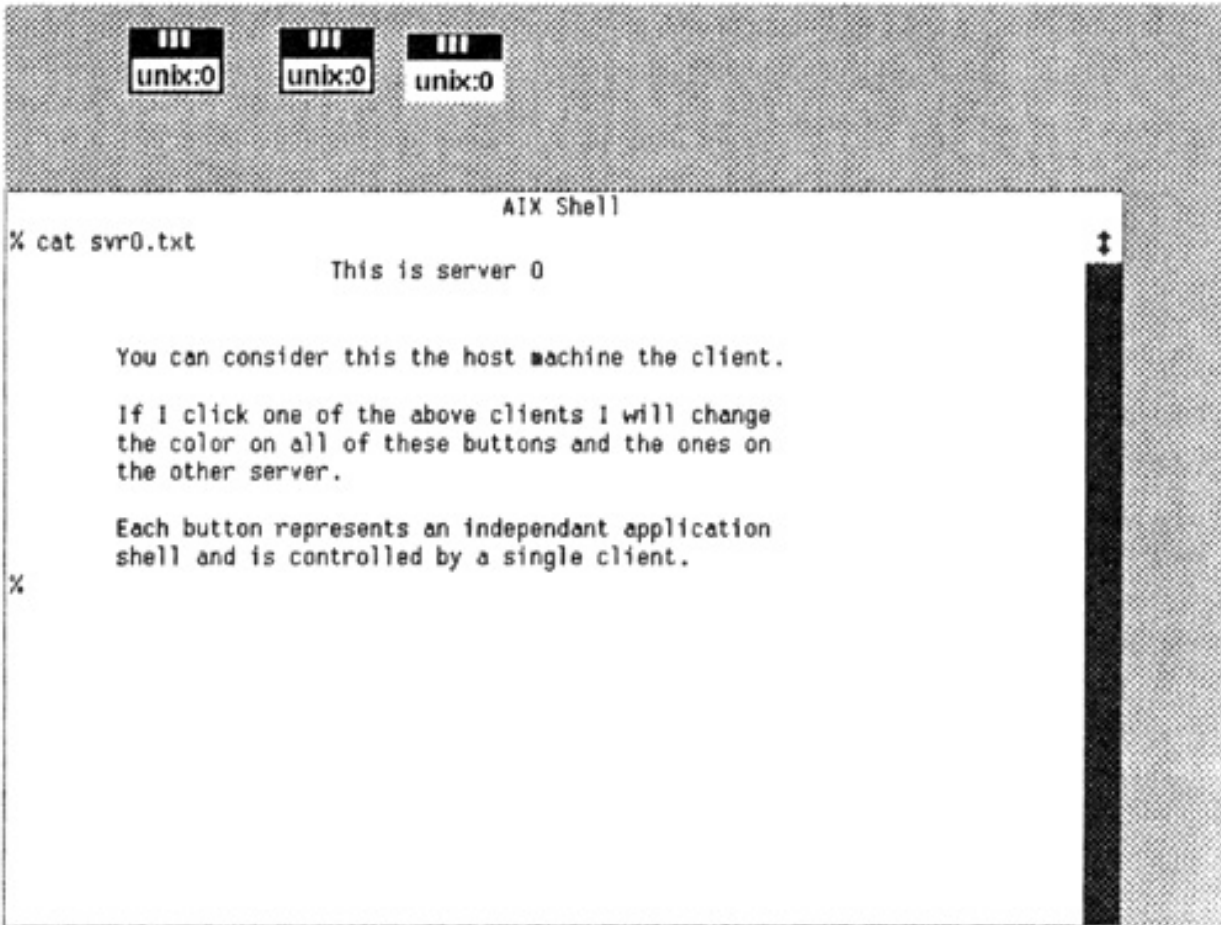 unix:0 unix:0 unix:0
AIX Shell
% cat svr0.txt
This is server 0
You can consider this the host machine the client.
If I click one of the above clients I will change
the color on all of these buttons and the ones on
the other server.
Each button represents an independant application
shell and is controlled by a single client.
%